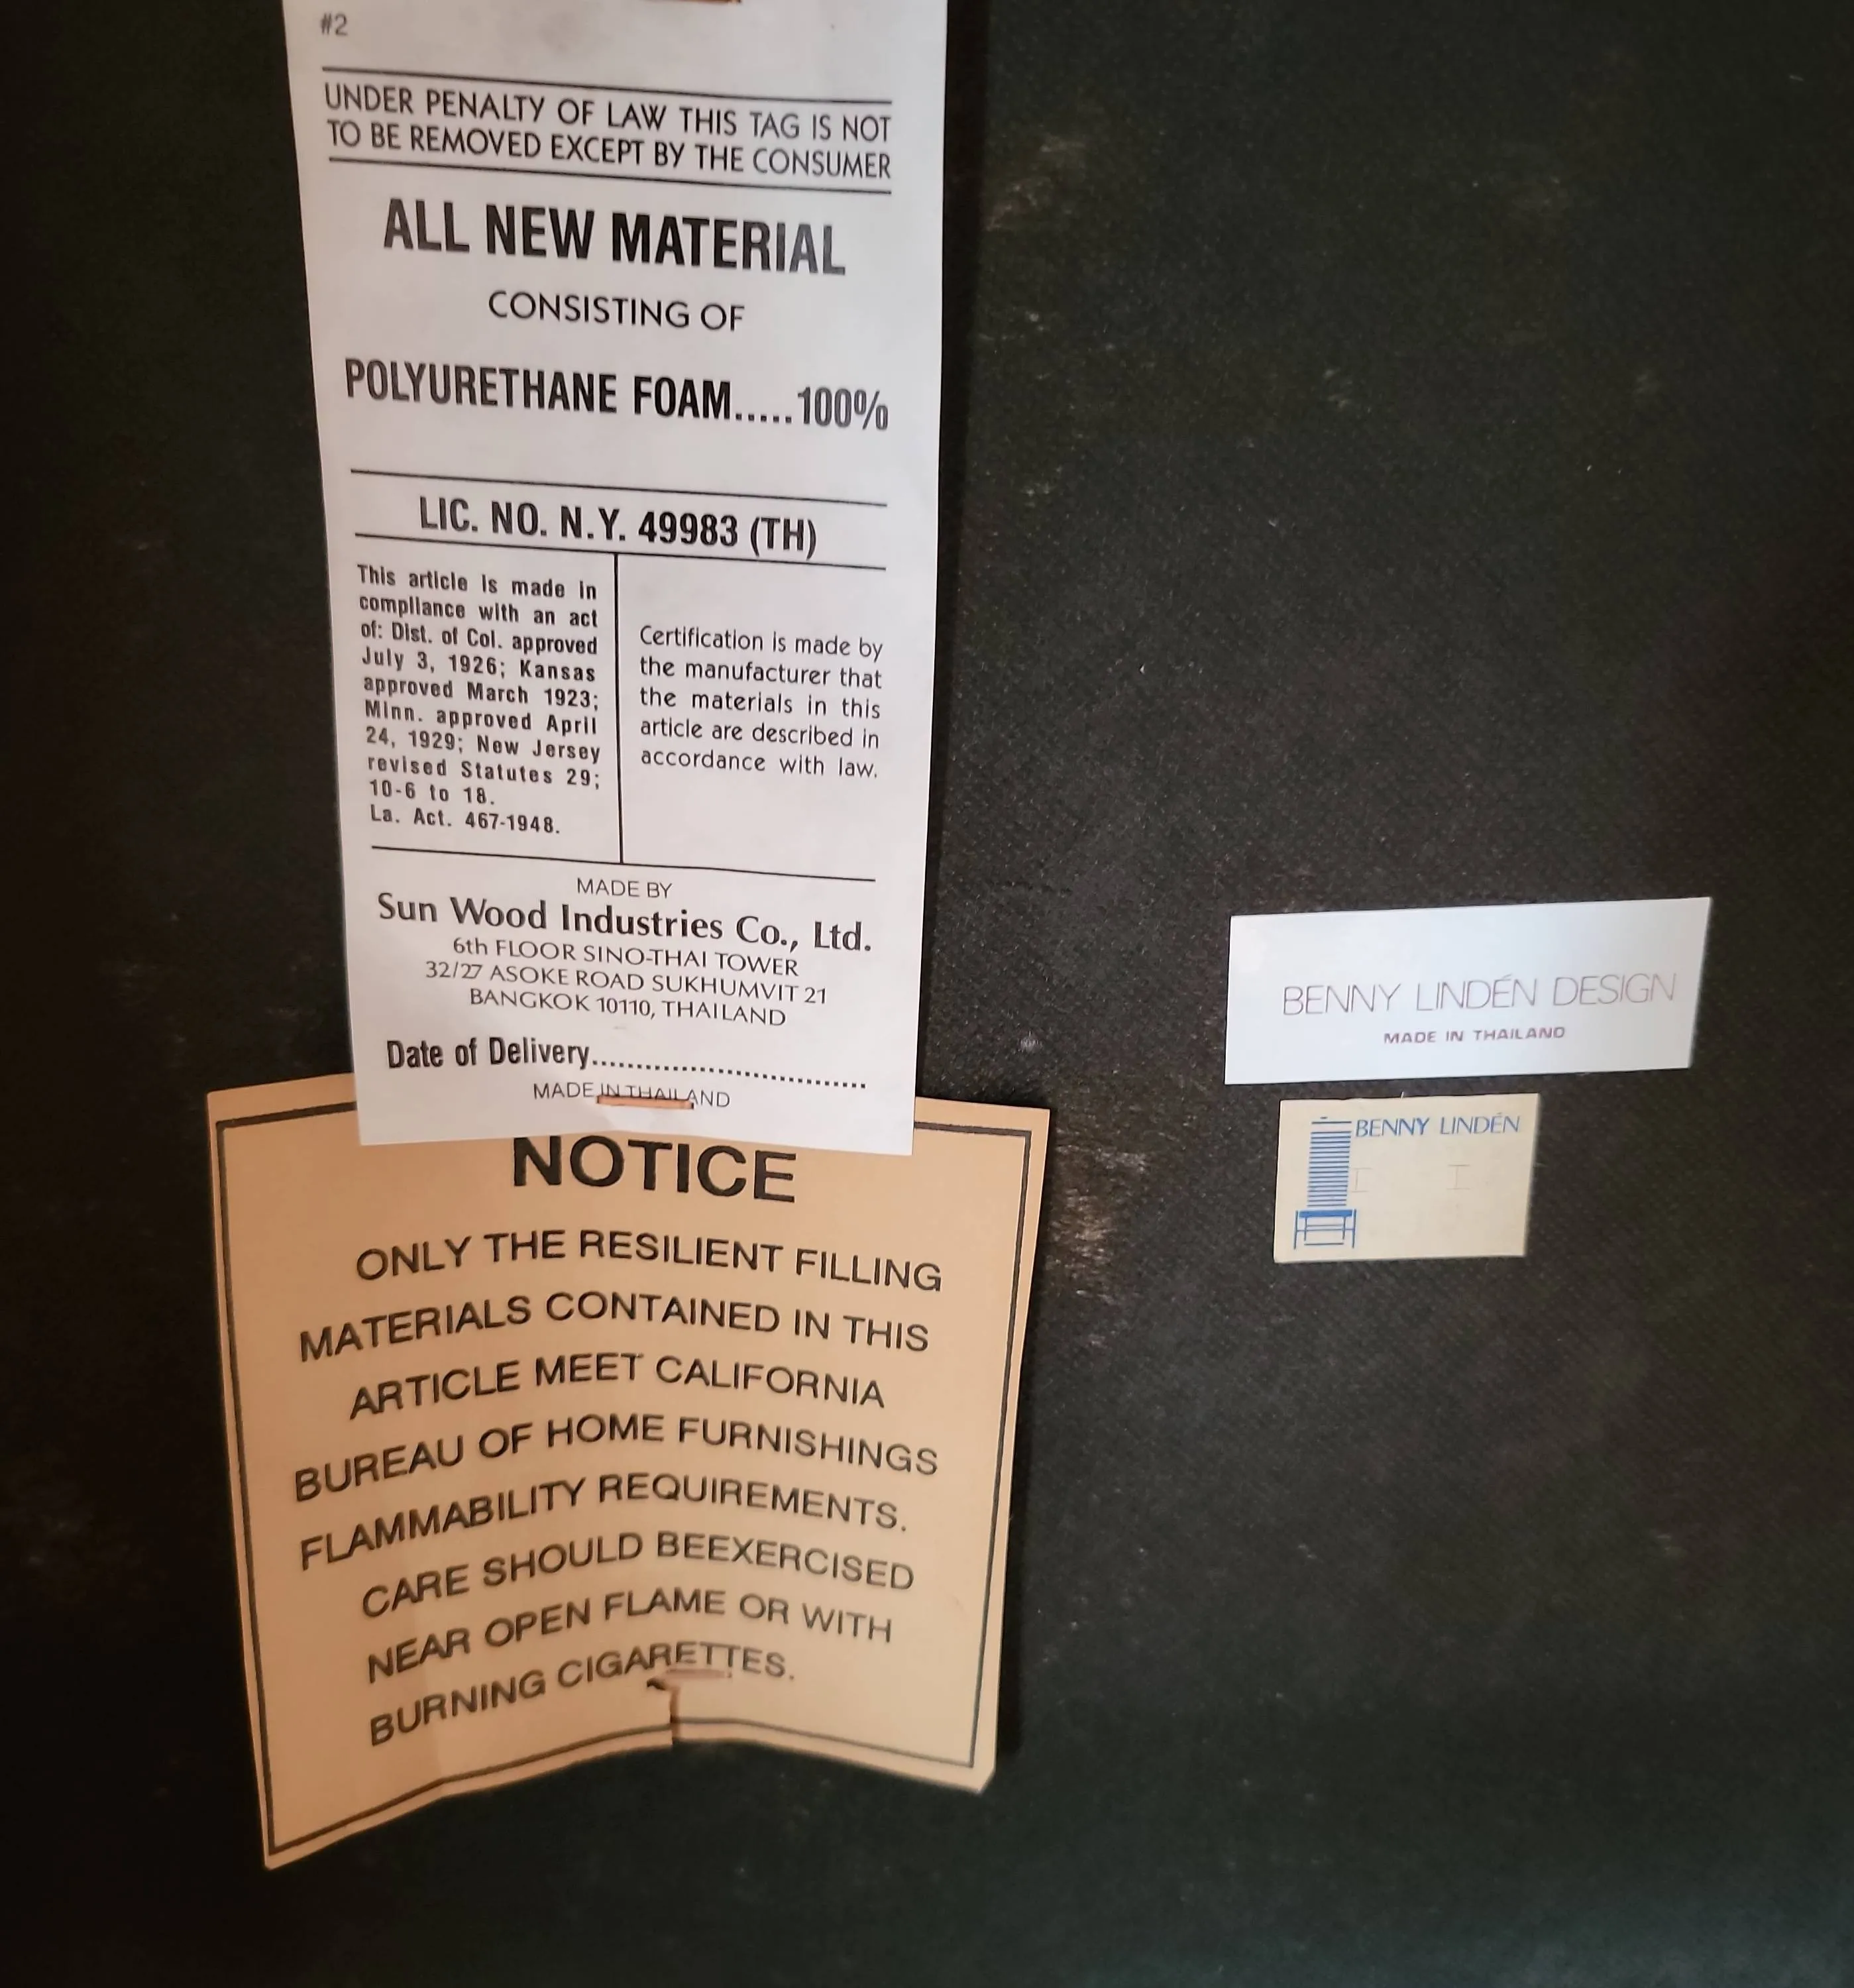 #2
UNDER PENALTY OF LAW THIS TAG IS NOT
TO BE REMOVED EXCEPT BY THE CONSUMER
ALL NEW MATERIAL
CONSISTING OF
POLYURETHANE FOAM.....100%
LIC. NO. N.Y. 49983 (TH)
This article is made in
compliance with an act
of: Dist. of Col. approved
July 3, 1926; Kansas
approved March 1923;
Minn. approved April
24, 1929; New Jersey
revised Statutes 29;
10-6 to 18.
La. Act. 467-1948.
Certification is made by
the manufacturer that
the materials in this
article are described in
accordance with law.
MADE BY
Sun Wood Industries Co., Ltd.
6th FLOOR SINO-THAI TOWER
32/27 ASOKE ROAD SUKHUMVIT 21
BANGKOK 10110, THAILAND
Date of Delivery................................
MADE IN THAILAND
NOTICE
ONLY THE RESILIENT FILLING
MATERIALS CONTAINED IN THIS
ARTICLE MEET CALIFORNIA
BUREAU OF HOME FURNISHINGS
FLAMMABILITY REQUIREMENTS.
CARE SHOULD BEEXERCISED
NEAR OPEN FLAME OR WITH
BURNING CIGARETTES.
BENNY LINDÉN DESIGN
MADE IN THAILAND
BENNY LINDÉN